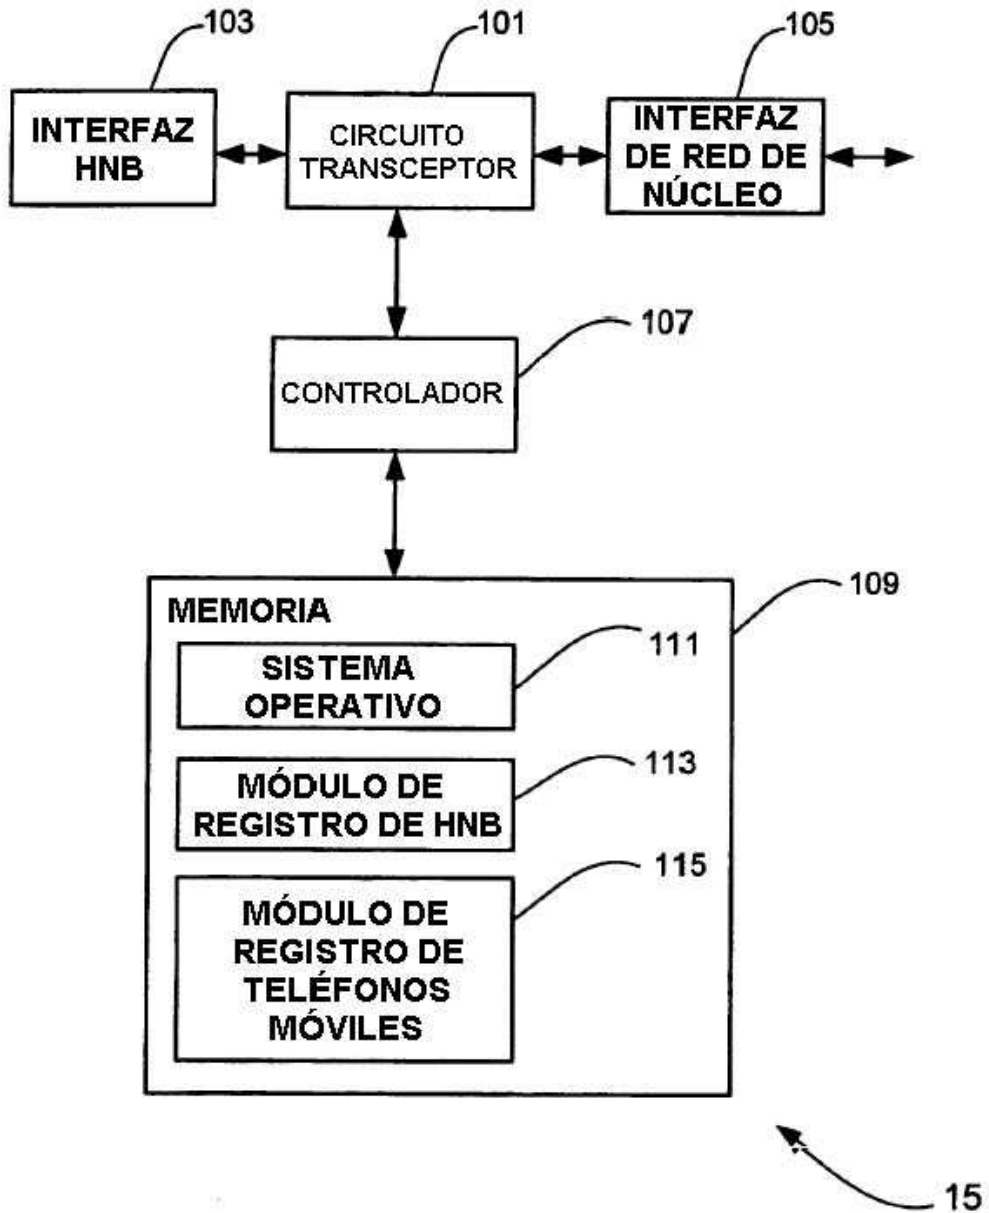 103
101
105
INTERFAZ
HNB
CIRCUITO
TRANSCEPTOR
INTERFAZ
DE RED DE
NÚCLEO
107
CONTROLADOR
109
MEMORIA
111
SISTEMA
OPERATIVO
113
MÓDULO DE
REGISTRO DE HNB
115
MÓDULO DE
REGISTRO DE
TELÉFONOS
MÓVILES
15